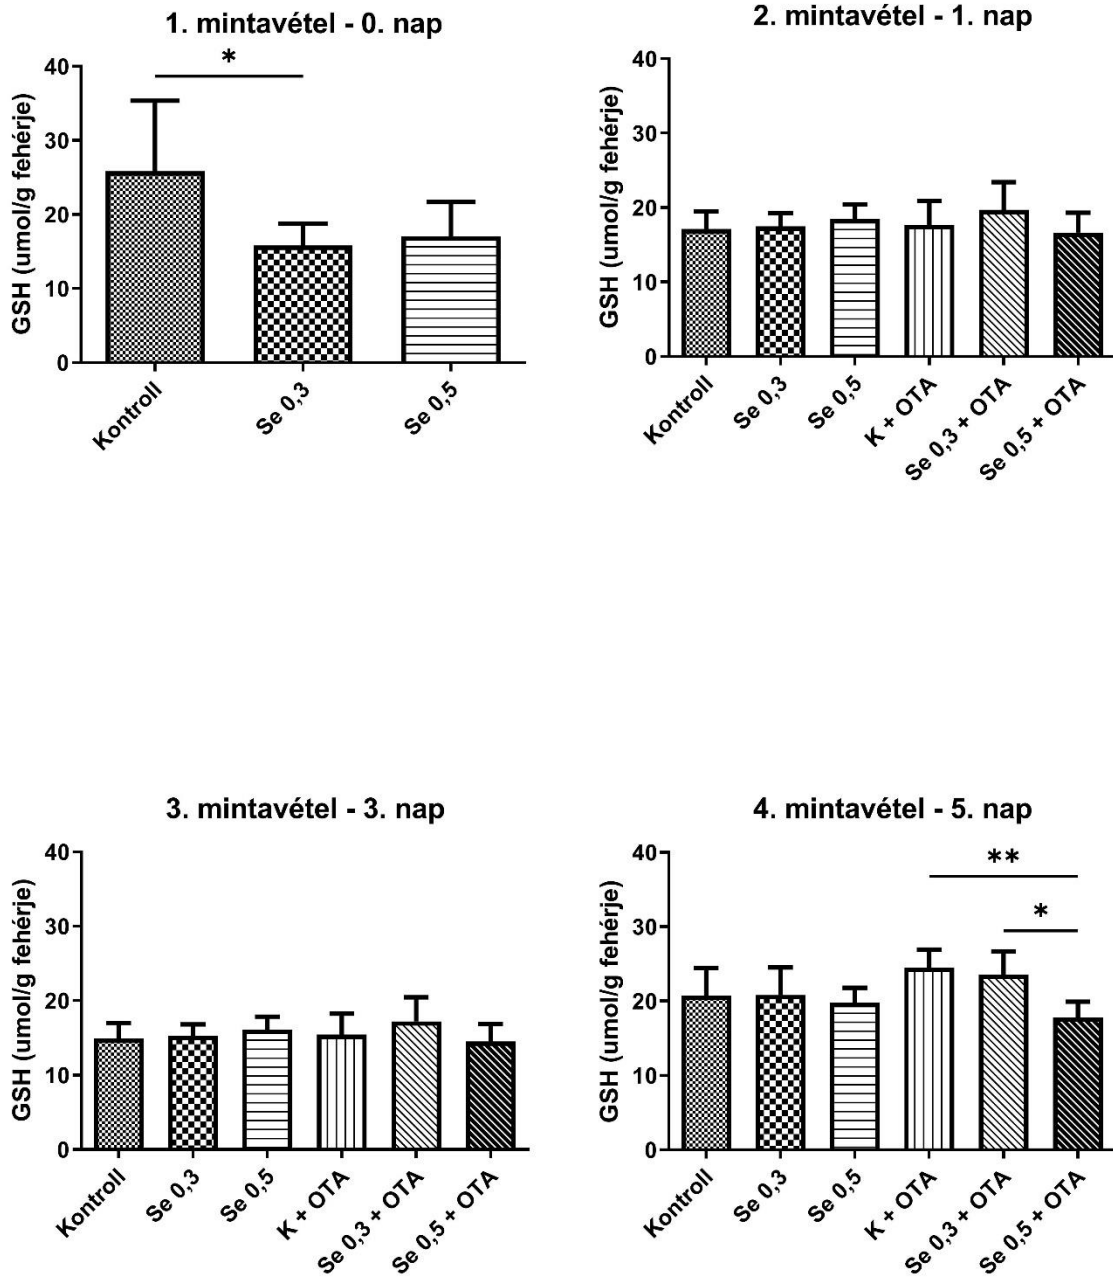 1. mintavétel - 0. nap
*
GSH (umol/g fehérje)
40
30
20
10
0
Kontroll
Se 0,3
Se 0,5
2. mintavétel - 1. nap
GSH (umol/g fehérje)
40
30
20
10
0
Kontroll
Se 0,3
Se 0,5
K + OTA
Se 0,3 + OTA
Se 0,5 + OTA
3. mintavétel - 3. nap
GSH (umol/g fehérje)
40
30
20
10
0
Kontroll
Se 0,3
Se 0,5
K + OTA
Se 0,3 + OTA
Se 0,5 + OTA
4. mintavétel - 5. nap
**
*
GSH (umol/g fehérje)
40
30
20
10
0
Kontroll
Se 0,3
Se 0,5
K + OTA
Se 0,3 + OTA
Se 0,5 + OTA